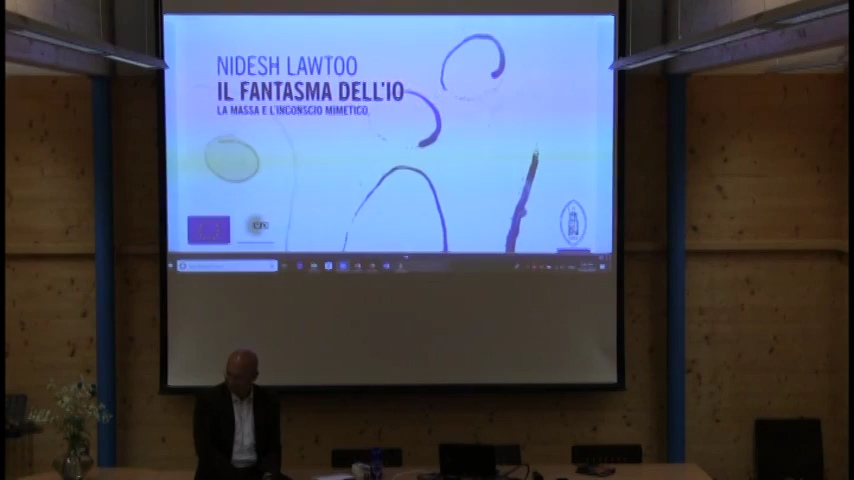 NIDESH LAWTOO
IL FANTASMA DELL'IO
LA MASSA E L'INCONSCIO MIMETICO